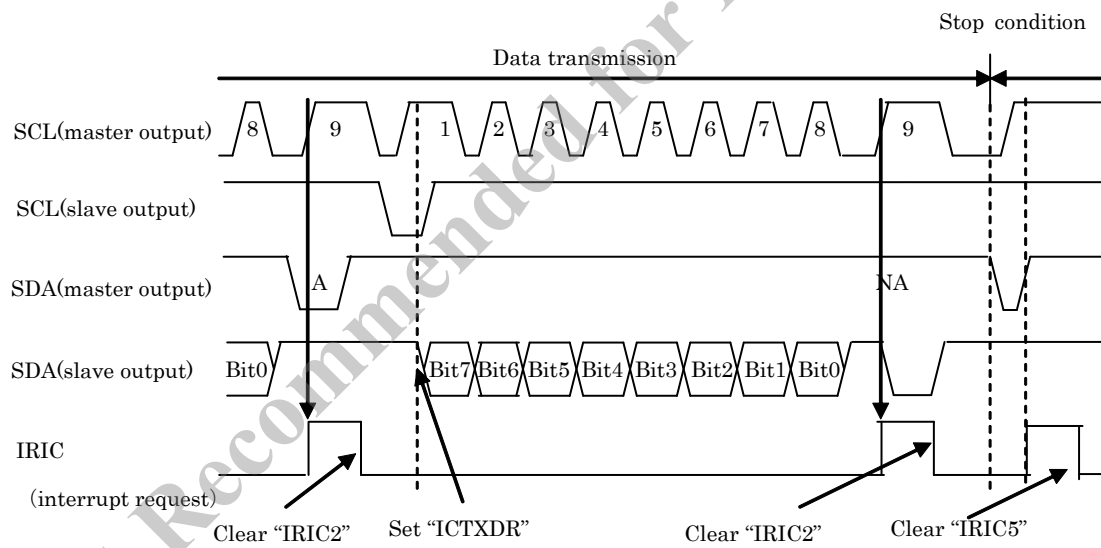 Stop condition
Data transmission
SCL(master output) 8 9 1 2 3 4 5 6 7 8 9
SCL(slave output)
SDA(master output) A NA
SDA(slave output) Bit0 Bit7 Bit6 Bit5 Bit4 Bit3 Bit2 Bit1 Bit0
IRIC
(interrupt request)
Clear “IRIC2” Set “ICTXDR” Clear “IRIC2” Clear “IRIC5”
Recommended for